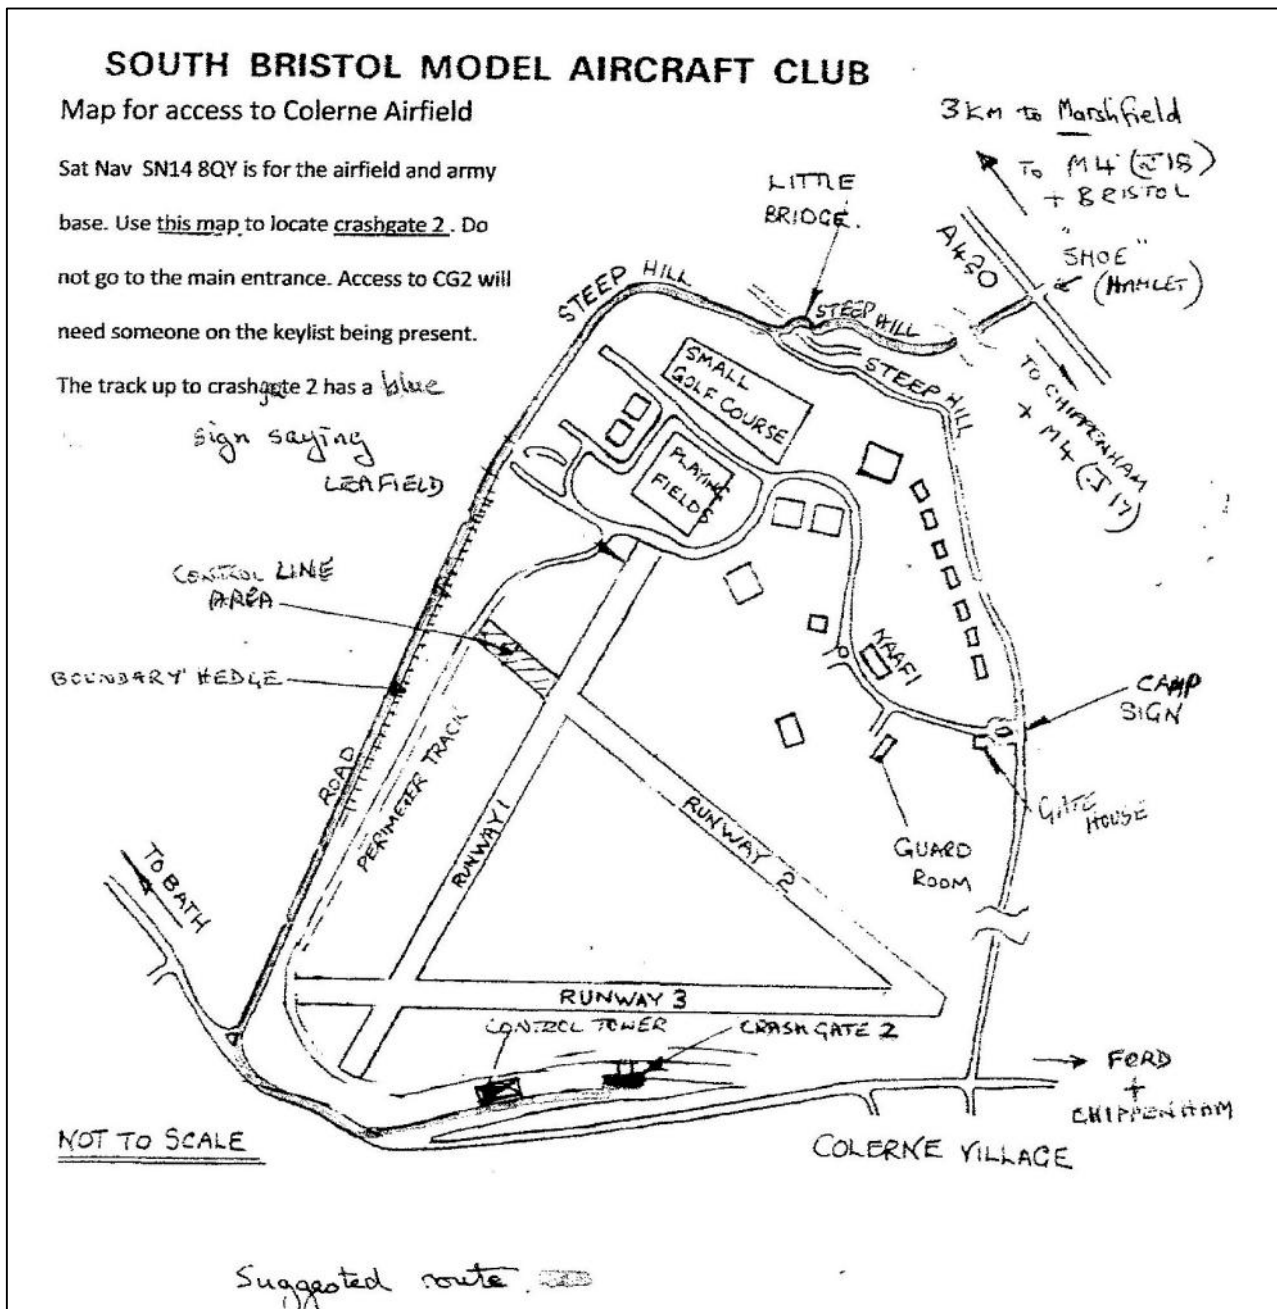 SOUTH BRISTOL MODEL AIRCRAFT CLUB
Map for access to Colerne Airfield
Sat Nav SN14 8QY is for the airfield and army
base. Use this map to locate crashgate 2. Do
not go to the main entrance. Access to CG2 will
need someone on the keylist being present.
The track up to crashgate 2 has a blue
sign saying
LEAFIELD
3 KM to Marshfield
TO M4 (J18)
+ BRISTOL
A420
"SHOE"
(HAMLET)
TO CHIPPENHAM
+ M4 (J17)
LITTLE
BRIDGE.
STEEP HILL
STEEP HILL
STEEP HILL
SMALL
GOLF COURSE
PLAYING
FIELDS
CONTROL LINE
AREA
BOUNDARY HEDGE
ROAD
PERIMETER TRACK
RUNWAY 1
RUNWAY 2
NAAFI
CAMP
SIGN
GATE
HOUSE
GUARD
ROOM
TO BATH
RUNWAY 3
CONTROL TOWER
CRASH GATE 2
FORD
+
CHIPPENHAM
COLERNE VILLAGE
NOT TO SCALE
Suggested route